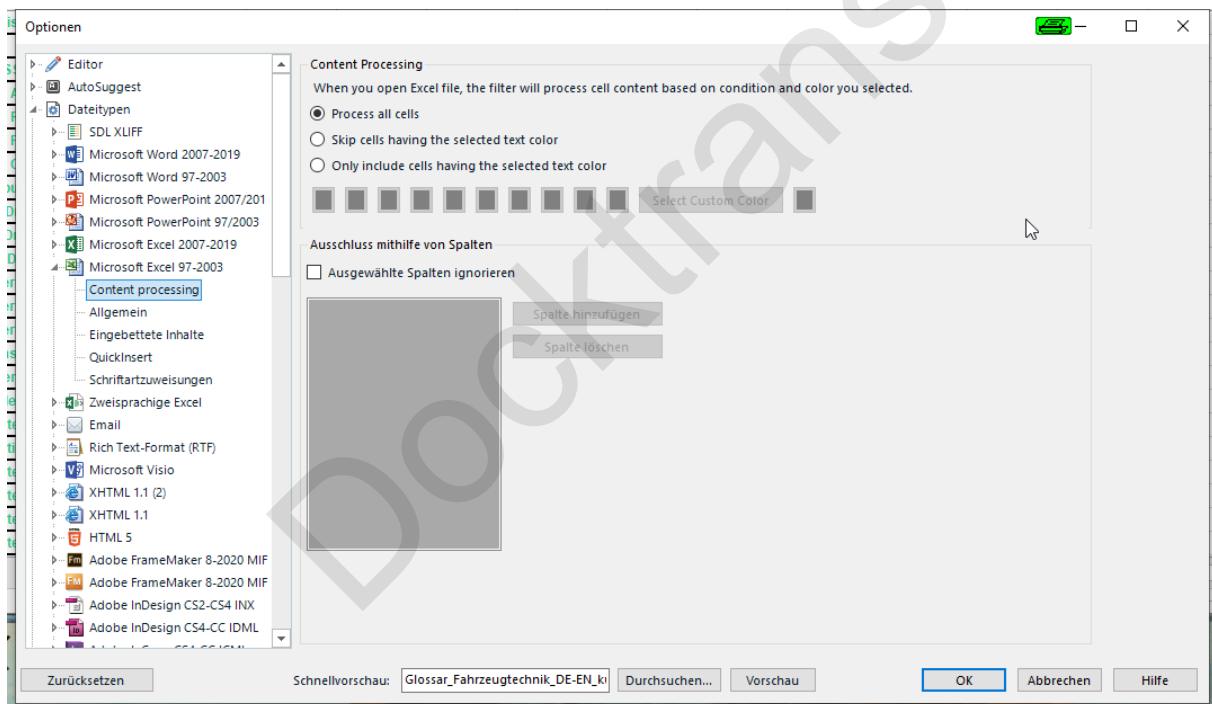 Optionen
Editor
AutoSuggest
Dateitypen
SDL XLIFF
Microsoft Word 2007-2019
Microsoft Word 97-2003
Microsoft PowerPoint 2007/201
Microsoft PowerPoint 97/2003
Microsoft Excel 2007-2019
Microsoft Excel 97-2003
Content processing
Allgemein
Eingebettete Inhalte
QuickInsert
Schriftartzuweisungen
Zweisprachige Excel
Email
Rich Text-Format (RTF)
Microsoft Visio
XHTML 1.1 (2)
XHTML 1.1
HTML 5
Adobe FrameMaker 8-2020 MIF
Adobe FrameMaker 8-2020 MIF
Adobe InDesign CS2-CS4 INX
Adobe InDesign CS4-CC IDML
Content Processing
When you open Excel file, the filter will process cell content based on condition and color you selected.
Process all cells
Skip cells having the selected text color
Only include cells having the selected text color
Select Custom Color
Ausschluss mithilfe von Spalten
Ausgewählte Spalten ignorieren
Spalte hinzufügen
Spalte löschen
Zurücksetzen
Schnellvorschau: Glossar_Fahrzeugtechnik_DE-EN_k Durchsuchen... Vorschau
OK Abbrechen Hilfe
Docktrans